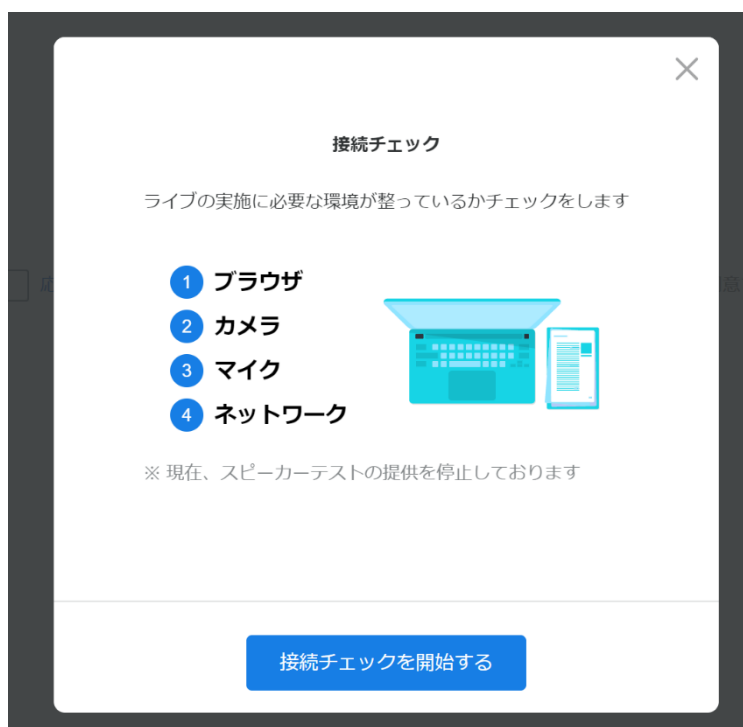 接続チェック
ライブの実施に必要な環境が整っているかチェックをします
1 ブラウザ
2 カメラ
3 マイク
4 ネットワーク
※ 現在、スピーカーテストの提供を停止しております
接続チェックを開始する